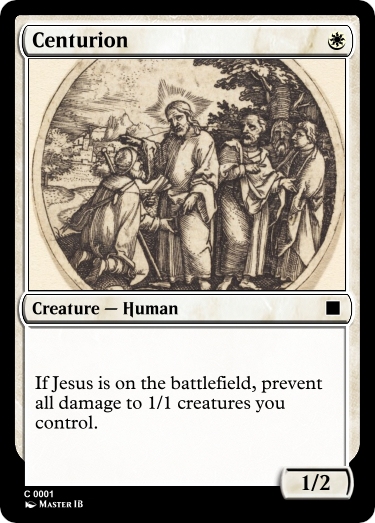 Centurion
Creature — Human
If Jesus is on the battlefield, prevent
all damage to 1/1 creatures you
control.
1/2
C 0001
Master IB